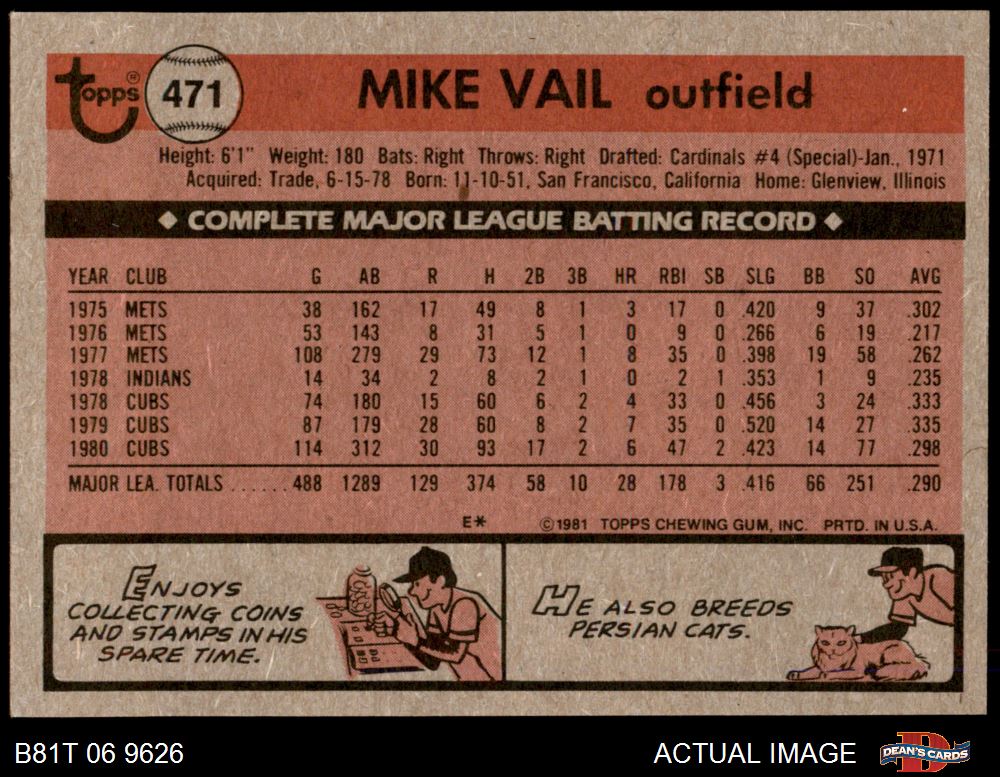 topps® 471 MIKE VAIL outfield
Height: 6'1" Weight: 180 Bats: Right Throws: Right Drafted: Cardinals #4 (Special)-Jan., 1971
Acquired: Trade, 6-15-78 Born: 11-10-51, San Francisco, California Home: Glenview, Illinois
◆ COMPLETE MAJOR LEAGUE BATTING RECORD ◆
YEAR CLUB G AB R H 2B 3B HR RBI SB SLG BB SO AVG
1975 METS 38 162 17 49 8 1 3 17 0 .420 9 37 .302
1976 METS 53 143 8 31 5 1 0 9 0 .266 6 19 .217
1977 METS 108 279 29 73 12 1 8 35 0 .398 19 58 .262
1978 INDIANS 14 34 2 8 2 1 0 2 1 .353 1 9 .235
1978 CUBS 74 180 15 60 6 2 4 33 0 .456 3 24 .333
1979 CUBS 87 179 28 60 8 2 7 35 0 .520 14 27 .335
1980 CUBS 114 312 30 93 17 2 6 47 2 .423 14 77 .298
MAJOR LEA. TOTALS ...... 488 1289 129 374 58 10 28 178 3 .416 66 251 .290
E* ©1981 TOPPS CHEWING GUM, INC. PRTD. IN U.S.A.
ENJOYS
COLLECTING COINS
AND STAMPS IN HIS
SPARE TIME.
HE ALSO BREEDS
PERSIAN CATS.
B81T 06 9626 ACTUAL IMAGE DEAN'S CARDS